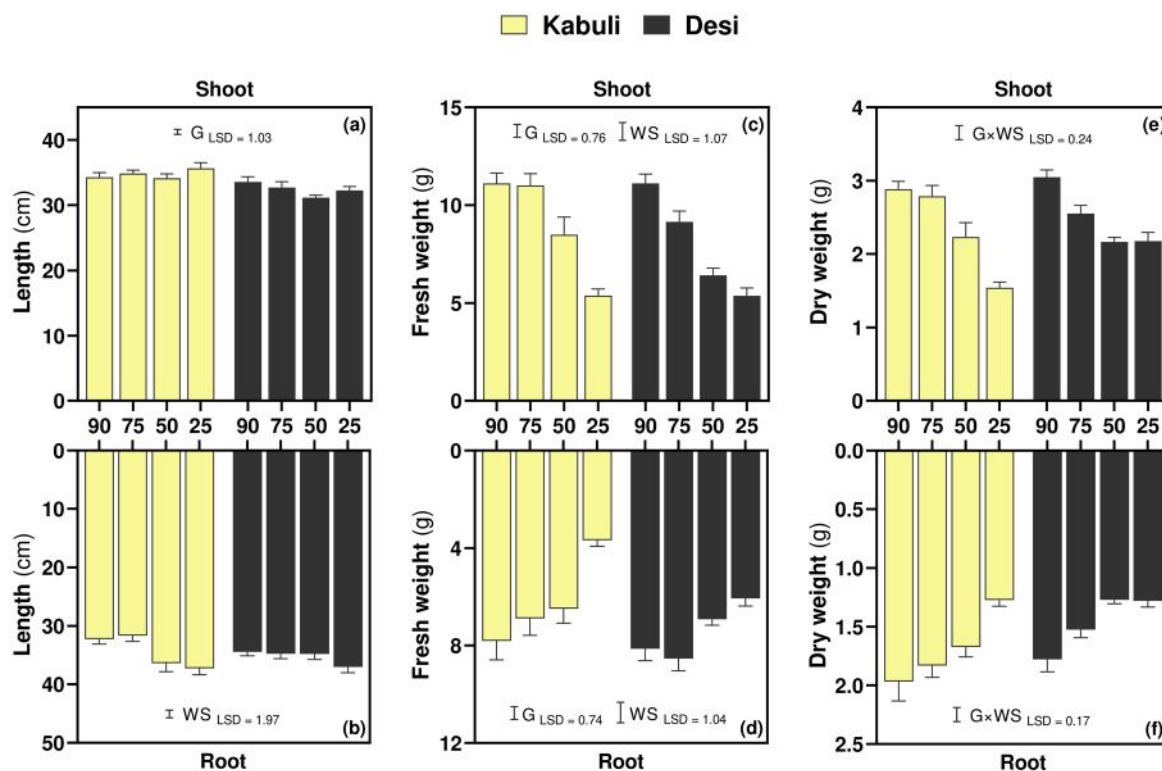 Kabuli Desi
Shoot
(a)
G LSD = 1.03
Length (cm)
40
30
20
10
0
90 75 50 25 90 75 50 25
Shoot
(c)
G LSD = 0.76 WS LSD = 1.07
Fresh weight (g)
15
10
5
0
90 75 50 25 90 75 50 25
Shoot
(e)
G×WS LSD = 0.24
Dry weight (g)
4
3
2
1
0
90 75 50 25 90 75 50 25
0
10
20
30
40
50
Length (cm)
WS LSD = 1.97
(b)
Root
0
4
8
12
Fresh weight (g)
G LSD = 0.74 WS LSD = 1.04
(d)
Root
0.0
0.5
1.0
1.5
2.0
2.5
Dry weight (g)
G×WS LSD = 0.17
(f)
Root